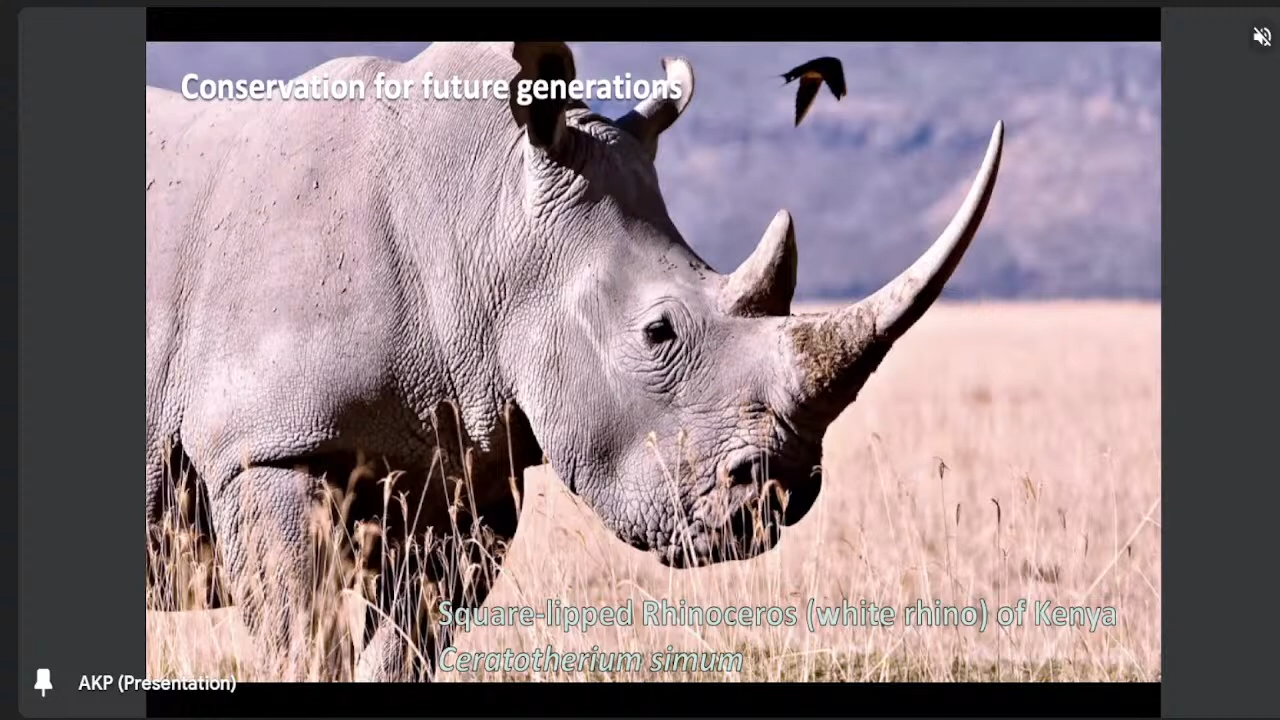 Conservation for future generations
Square-lipped Rhinoceros (white rhino) of Kenya
Ceratotherium simum
AKP (Presentation)